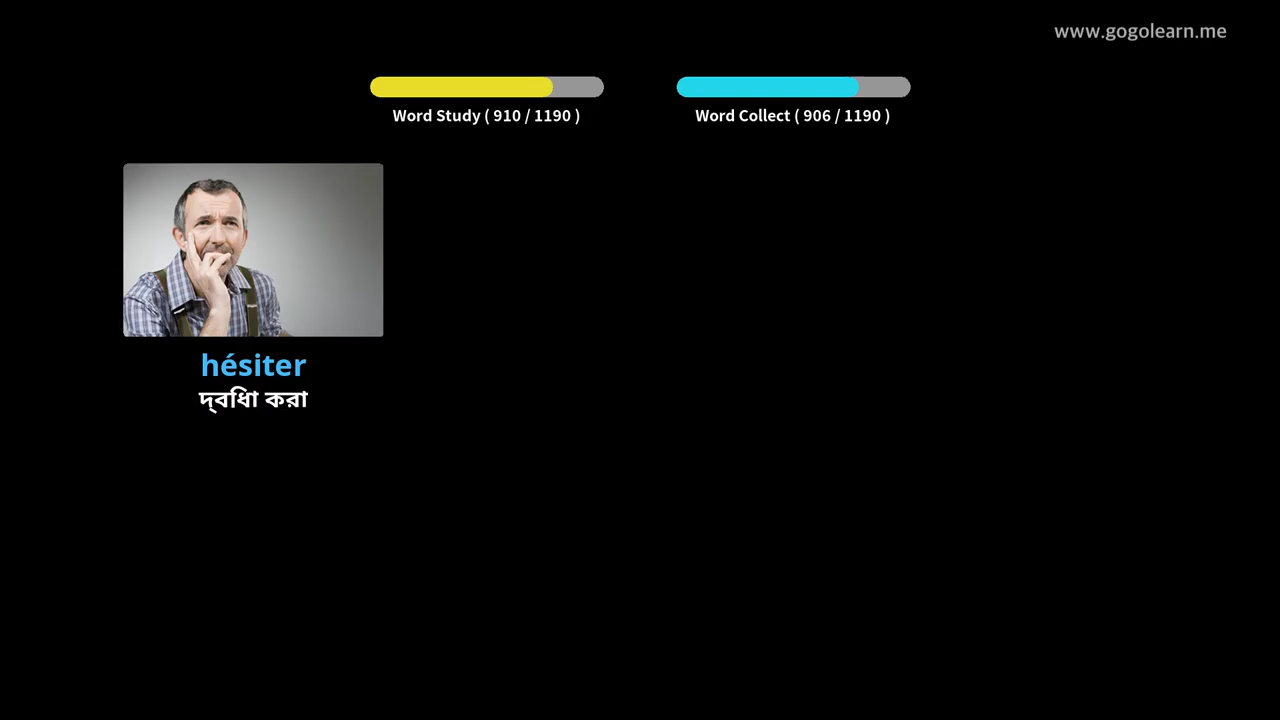 www.gogolearn.me
Word Study ( 910 / 1190 )
Word Collect ( 906 / 1190 )
hésiter
দ্বিধা করা